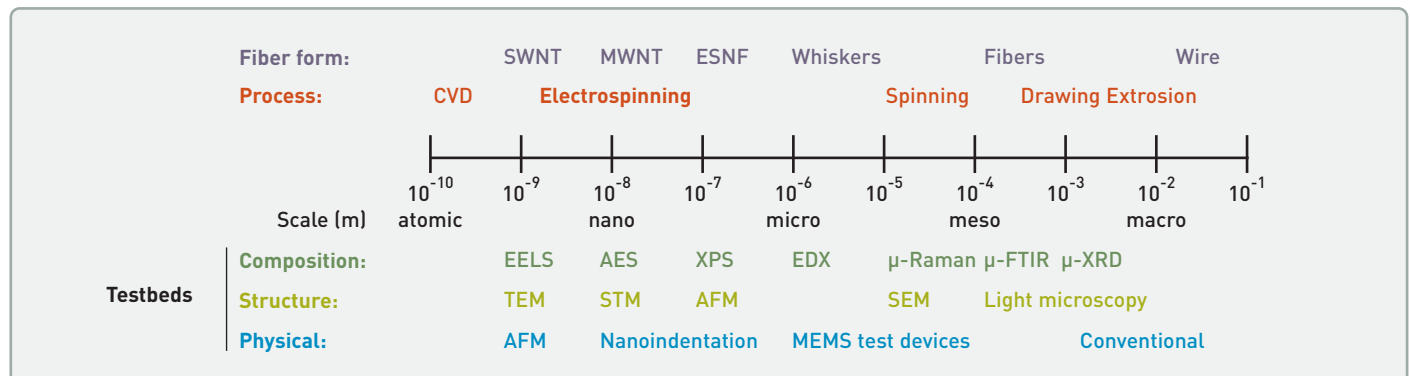 Fiber form: SWNT MWNT ESNF Whiskers Fibers Wire
Process: CVD Electrospinning Spinning Drawing Extrosion
10⁻¹⁰ 10⁻⁹ 10⁻⁸ 10⁻⁷ 10⁻⁶ 10⁻⁵ 10⁻⁴ 10⁻³ 10⁻² 10⁻¹
Scale (m) atomic nano micro meso macro
Composition: EELS AES XPS EDX µ-Raman µ-FTIR µ-XRD
Testbeds
Structure: TEM STM AFM SEM Light microscopy
Physical: AFM Nanoindentation MEMS test devices Conventional